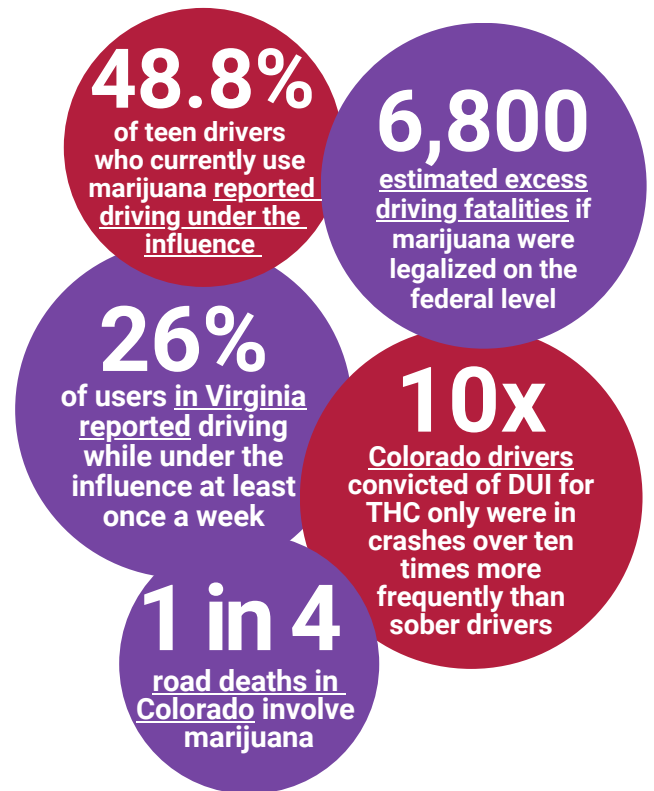 48.8%
of teen drivers
who currently use
marijuana reported
driving under the
influence
6,800
estimated excess
driving fatalities if
marijuana were
legalized on the
federal level
26%
of users in Virginia
reported driving
while under the
influence at least
once a week
10x
Colorado drivers
convicted of DUI for
THC only were in
crashes over ten
times more
frequently than
sober drivers
1 in 4
road deaths in
Colorado involve
marijuana